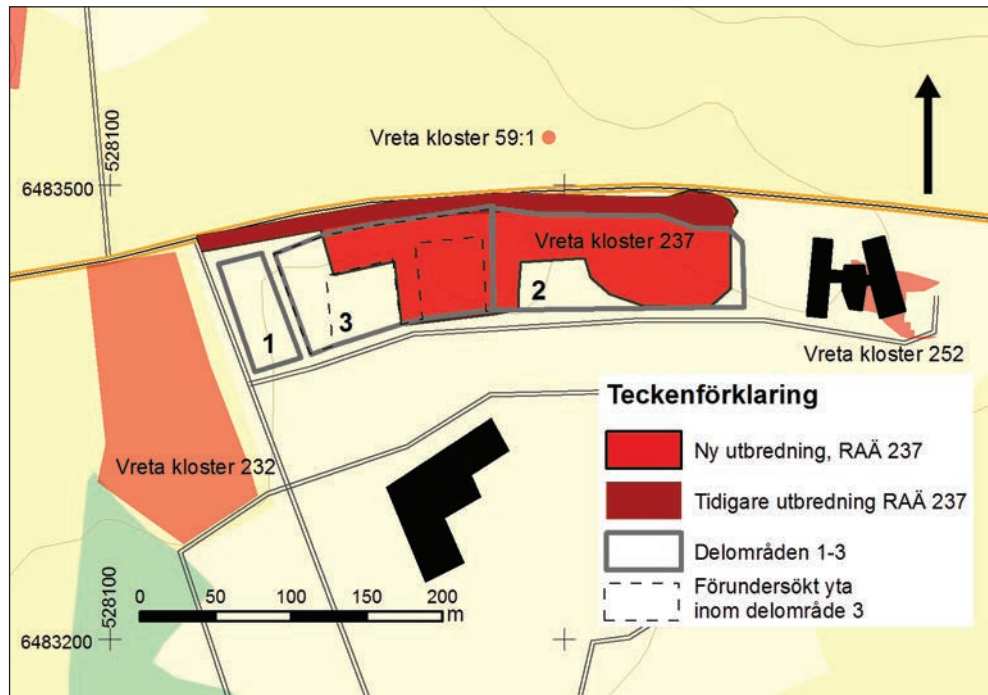 528100
Vreta kloster 59:1
6483500
Vreta kloster 237
2
3
1
Vreta kloster 252
Teckenförklaring
Ny utbredning, RAÄ 237
Vreta kloster 232
Tidigare utbredning RAÄ 237
Delområden 1-3
Förundersökt yta
inom delområde 3
528100
0 50 100 150 200
m
6483200